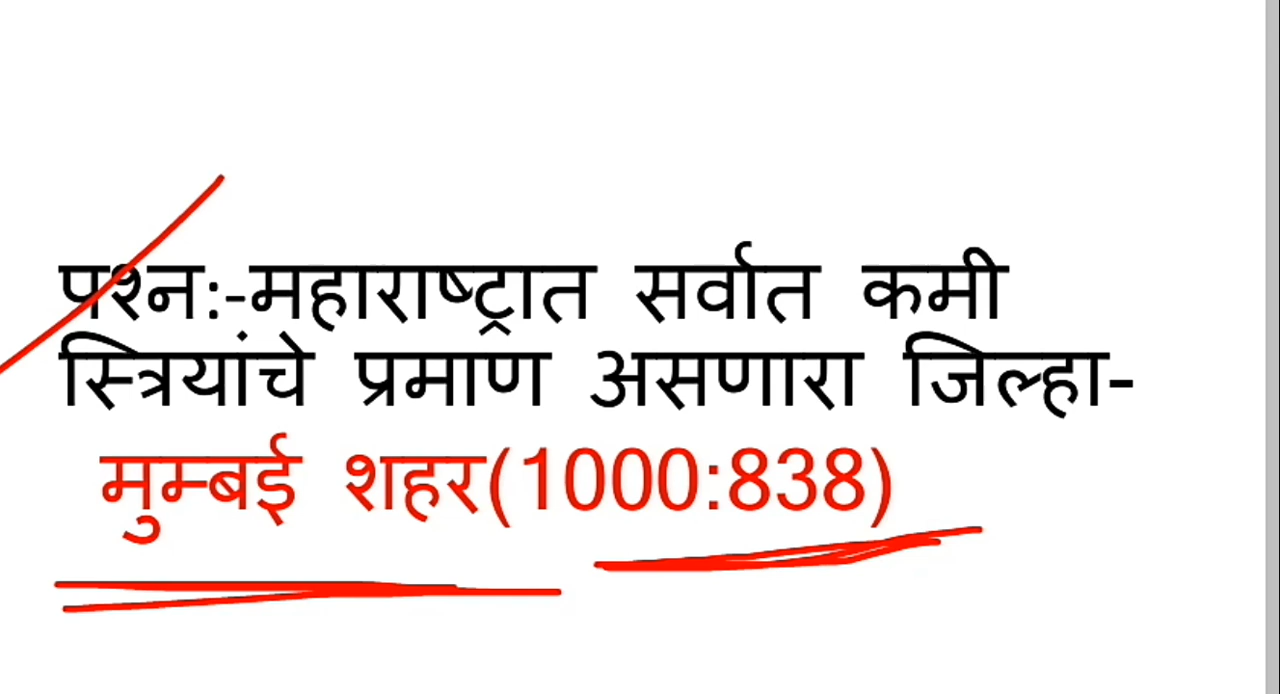 प्रश्न:-महाराष्ट्रात सर्वात कमी
स्त्रियांचे प्रमाण असणारा जिल्हा-
मुम्बई शहर(1000:838)